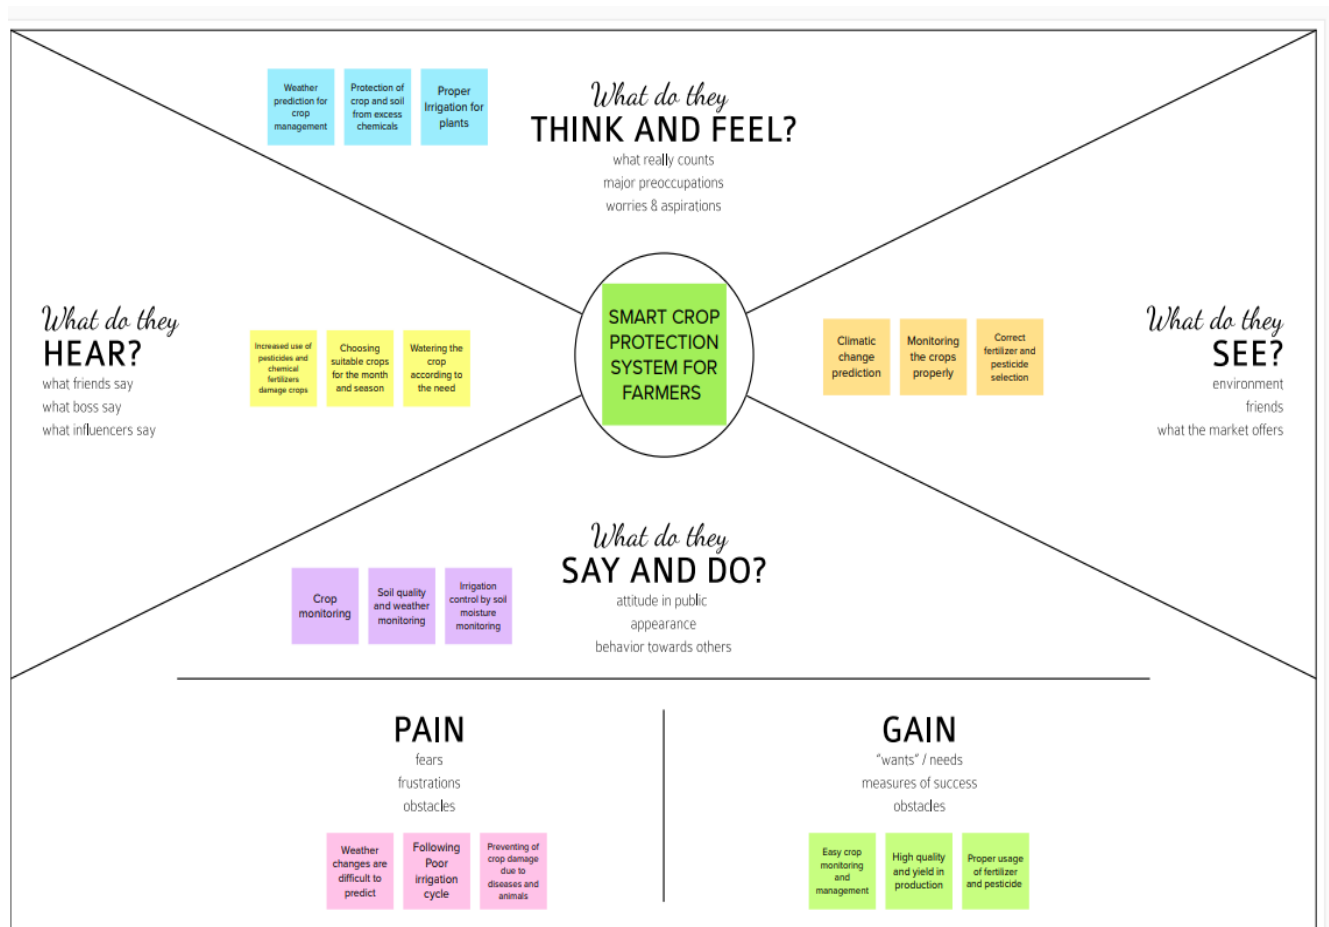 Weather
prediction for
crop
management
Protection of
crop and soil
from excess
chemicals
Proper
Irrigation for
plants
What do they
THINK AND FEEL?
what really counts
major preoccupations
worries & aspirations
What do they
HEAR?
what friends say
what boss say
what influencers say
Increased use of
pesticides and
chemical
fertilizers
damage crops
Choosing
suitable crops
for the month
and season
Watering the
crop
according to
the need
SMART CROP
PROTECTION
SYSTEM FOR
FARMERS
Climatic
change
prediction
Monitoring
the crops
properly
Correct
fertilizer and
pesticide
selection
What do they
SEE?
environment
friends
what the market offers
What do they
SAY AND DO?
attitude in public
appearance
behavior towards others
Crop
monitoring
Soil quality
and weather
monitoring
Irrigation
control by soil
moisture
monitoring
PAIN
fears
frustrations
obstacles
Weather
changes are
difficult to
predict
Following
Poor
irrigation
cycle
Preventing of
crop damage
due to
diseases and
animals
GAIN
"wants" / needs
measures of success
obstacles
Easy crop
monitoring
and
management
High quality
and yield in
production
Proper usage
of fertilizer
and pesticide